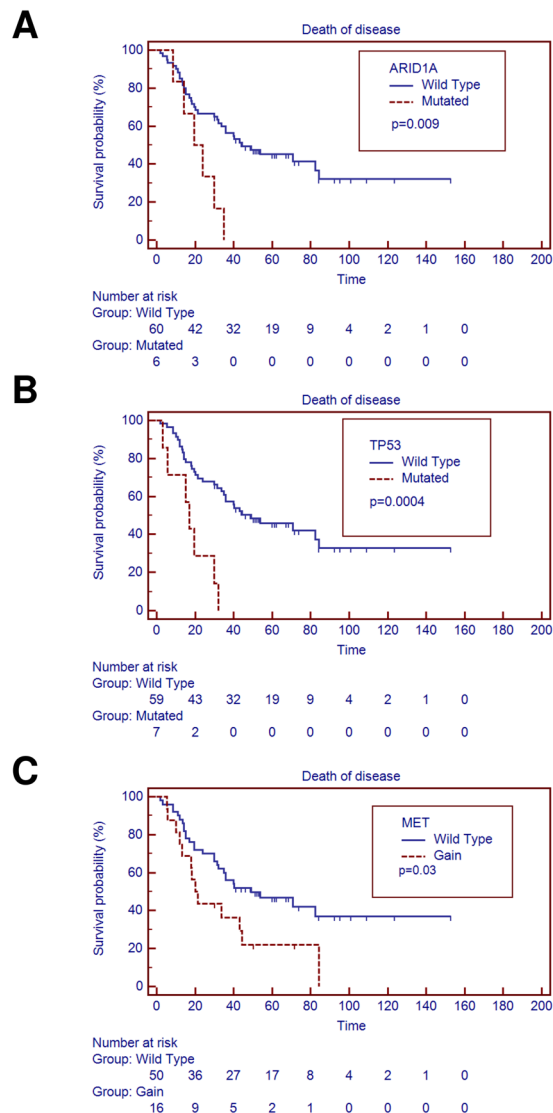 A
Death of disease
Survival probability (%)
100
80
60
40
20
0
ARID1A
Wild Type
Mutated
p=0.009
0 20 40 60 80 100 120 140 160 180 200
Time
Number at risk
Group: Wild Type
60 42 32 19 9 4 2 1 0
Group: Mutated
6 3 0 0 0 0 0 0 0
B
Death of disease
Survival probability (%)
100
80
60
40
20
0
TP53
Wild Type
Mutated
p=0.0004
0 20 40 60 80 100 120 140 160 180 200
Time
Number at risk
Group: Wild Type
59 43 32 19 9 4 2 1 0
Group: Mutated
7 2 0 0 0 0 0 0 0
C
Death of disease
Survival probability (%)
100
80
60
40
20
0
MET
Wild Type
Gain
p=0.03
0 20 40 60 80 100 120 140 160 180 200
Time
Number at risk
Group: Wild Type
50 36 27 17 8 4 2 1 0
Group: Gain
16 9 5 2 1 0 0 0 0